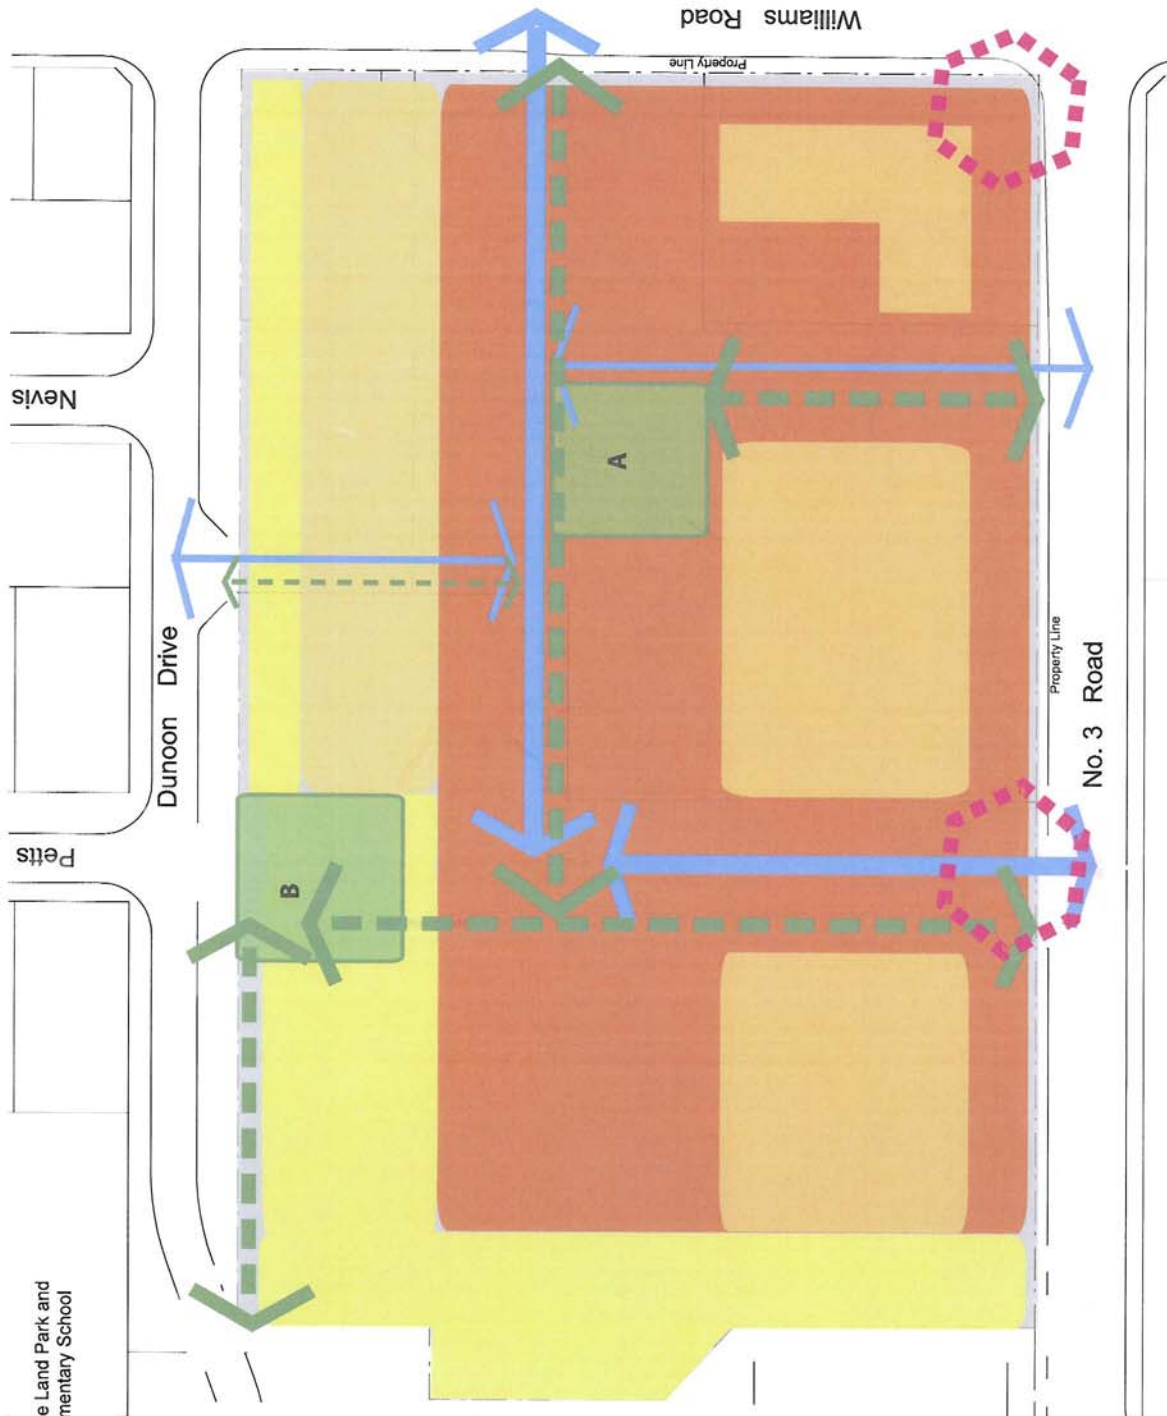 Williams Road
Property Line
Nevis
A
Dunoon Drive
Property Line
No. 3 Road
Petts
B
e Land Park and
mentary School